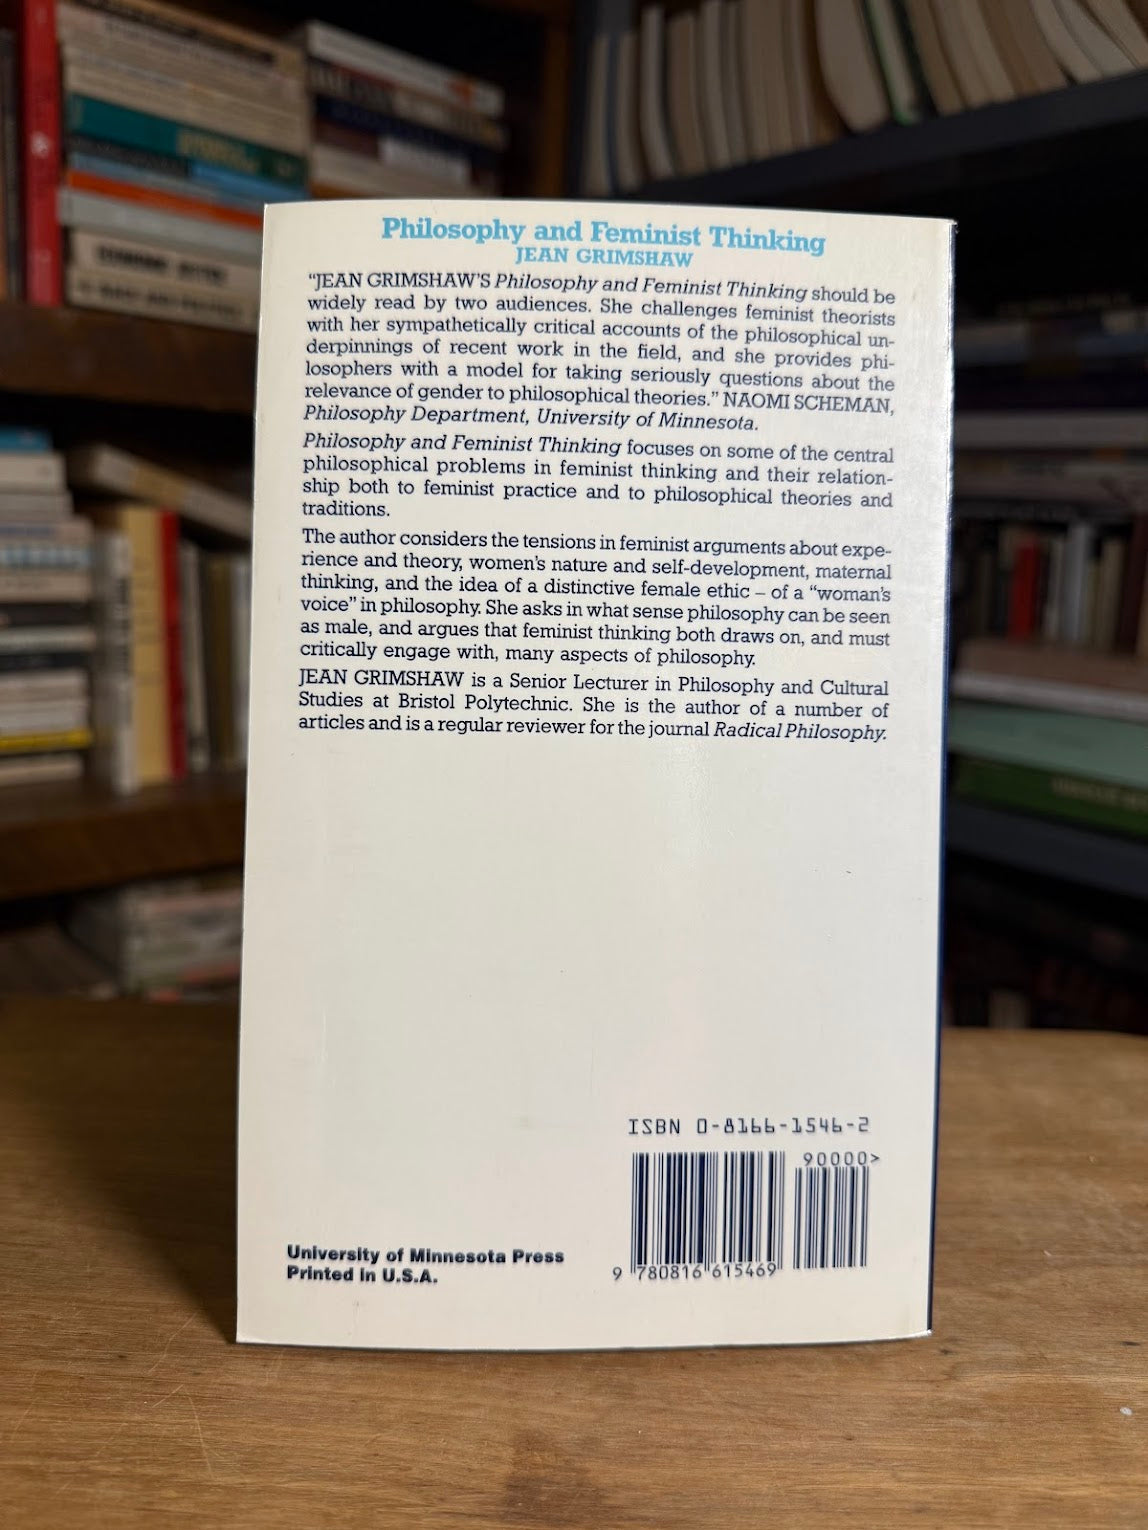 Philosophy and Feminist Thinking
JEAN GRIMSHAW
“JEAN GRIMSHAW'S Philosophy and Feminist Thinking should be
widely read by two audiences. She challenges feminist theorists
with her sympathetically critical accounts of the philosophical un-
derpinnings of recent work in the field, and she provides phi-
losophers with a model for taking seriously questions about the
relevance of gender to philosophical theories.” NAOMI SCHEMAN,
Philosophy Department, University of Minnesota.
Philosophy and Feminist Thinking focuses on some of the central
philosophical problems in feminist thinking and their relation-
ship both to feminist practice and to philosophical theories and
traditions.
The author considers the tensions in feminist arguments about expe-
rience and theory, women's nature and self-development, maternal
thinking, and the idea of a distinctive female ethic – of a “woman's
voice” in philosophy. She asks in what sense philosophy can be seen
as male, and argues that feminist thinking both draws on, and must
critically engage with, many aspects of philosophy.
JEAN GRIMSHAW is a Senior Lecturer in Philosophy and Cultural
Studies at Bristol Polytechnic. She is the author of a number of
articles and is a regular reviewer for the journal Radical Philosophy.
ISBN 0-8166-1546-2
90000>
9 780816 615469
University of Minnesota Press
Printed in U.S.A.